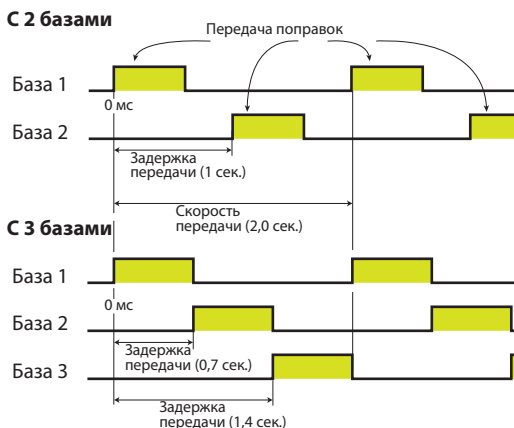 С 2 базами
Передача поправок
База 1
0 мс
База 2
Задержка
передачи (1 сек.)
Скорость
передачи (2,0 сек.)
С 3 базами
База 1
0 мс
База 2
Задержка
передачи (0,7 сек.)
База 3
Задержка
передачи (1,4 сек.)